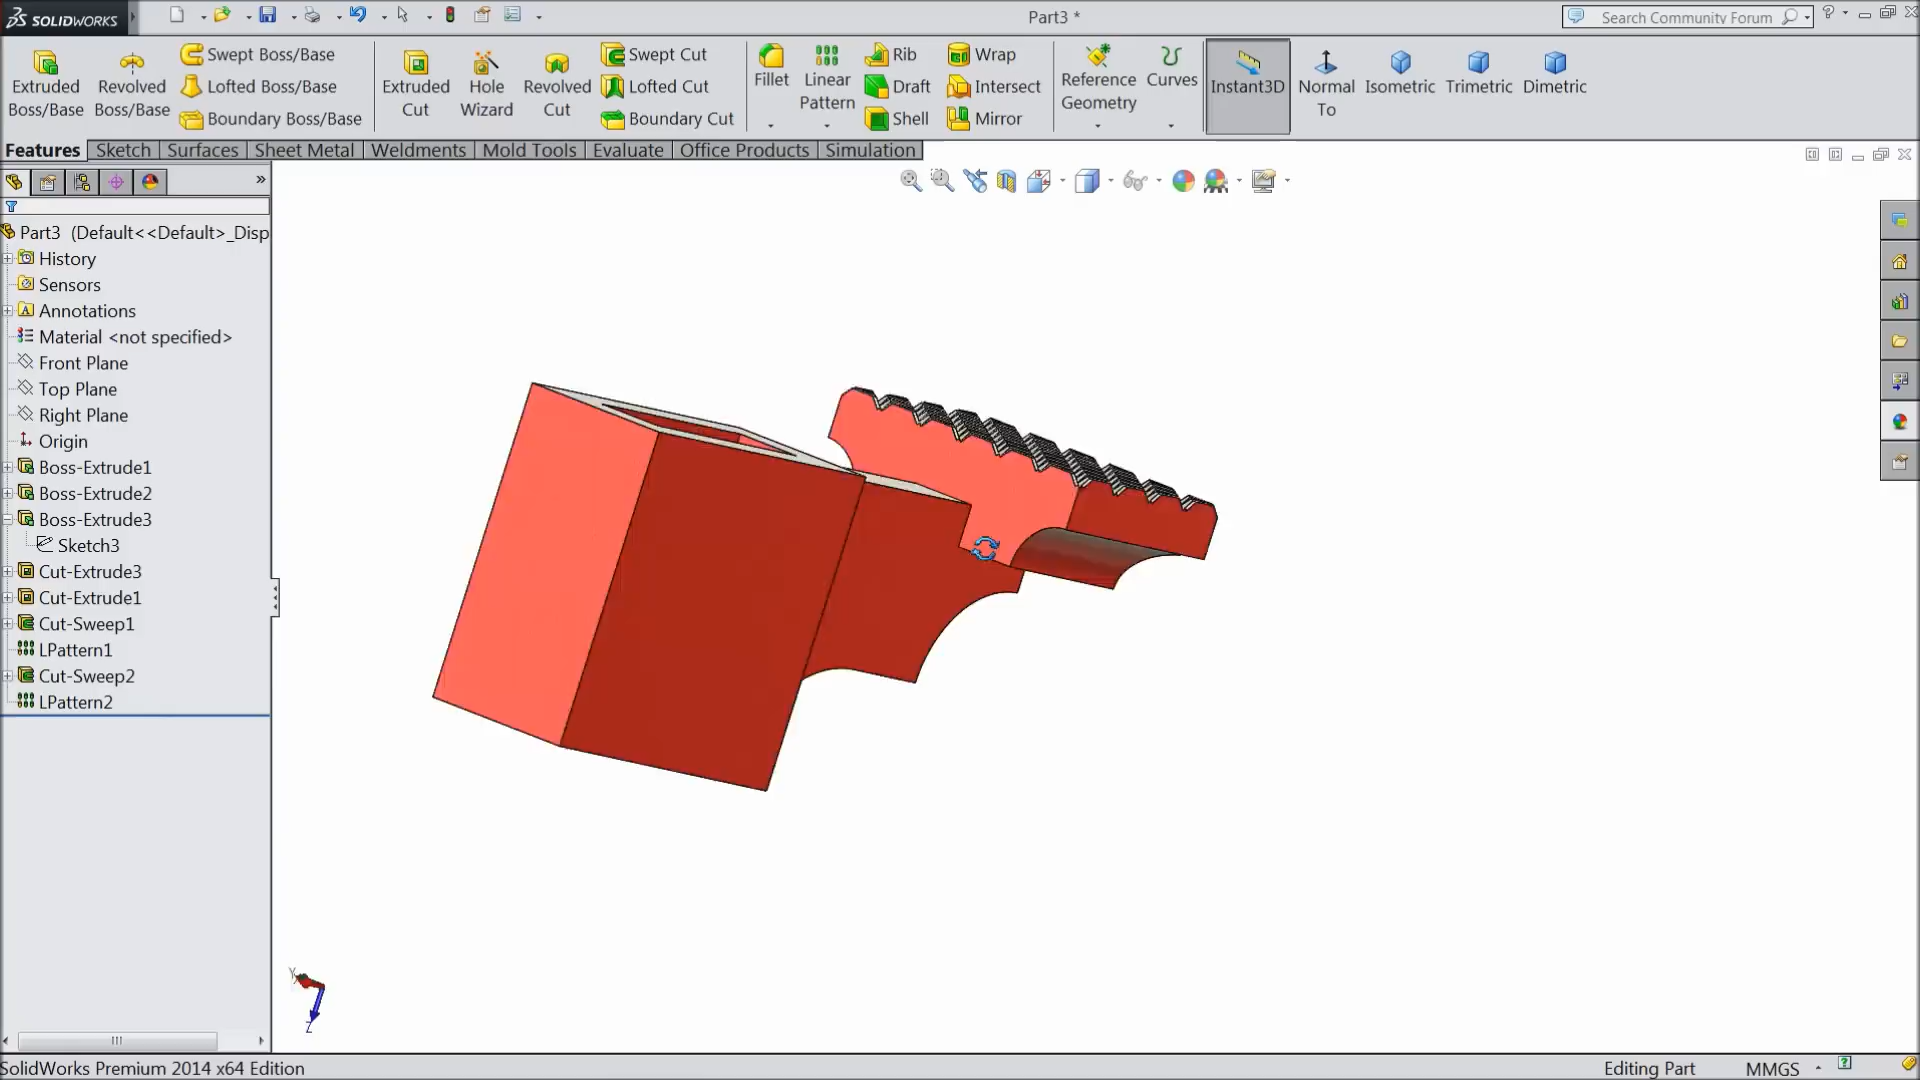 SOLIDWORKS
Part3 *
Search Community Forum
Extruded Boss/Base
Revolved Boss/Base
Swept Boss/Base
Lofted Boss/Base
Boundary Boss/Base
Extruded Cut
Hole Wizard
Revolved Cut
Swept Cut
Lofted Cut
Boundary Cut
Fillet
Linear Pattern
Rib
Draft
Shell
Wrap
Intersect
Mirror
Reference Geometry
Curves
Instant3D
Normal To
Isometric
Trimetric
Dimetric
Features
Sketch
Surfaces
Sheet Metal
Weldments
Mold Tools
Evaluate
Office Products
Simulation
Part3 (Default<<Default>_Disp
History
Sensors
Annotations
Material <not specified>
Front Plane
Top Plane
Right Plane
Origin
Boss-Extrude1
Boss-Extrude2
Boss-Extrude3
Sketch3
Cut-Extrude3
Cut-Extrude1
Cut-Sweep1
LPattern1
Cut-Sweep2
LPattern2
Z
SolidWorks Premium 2014 x64 Edition
Editing Part
MMGS